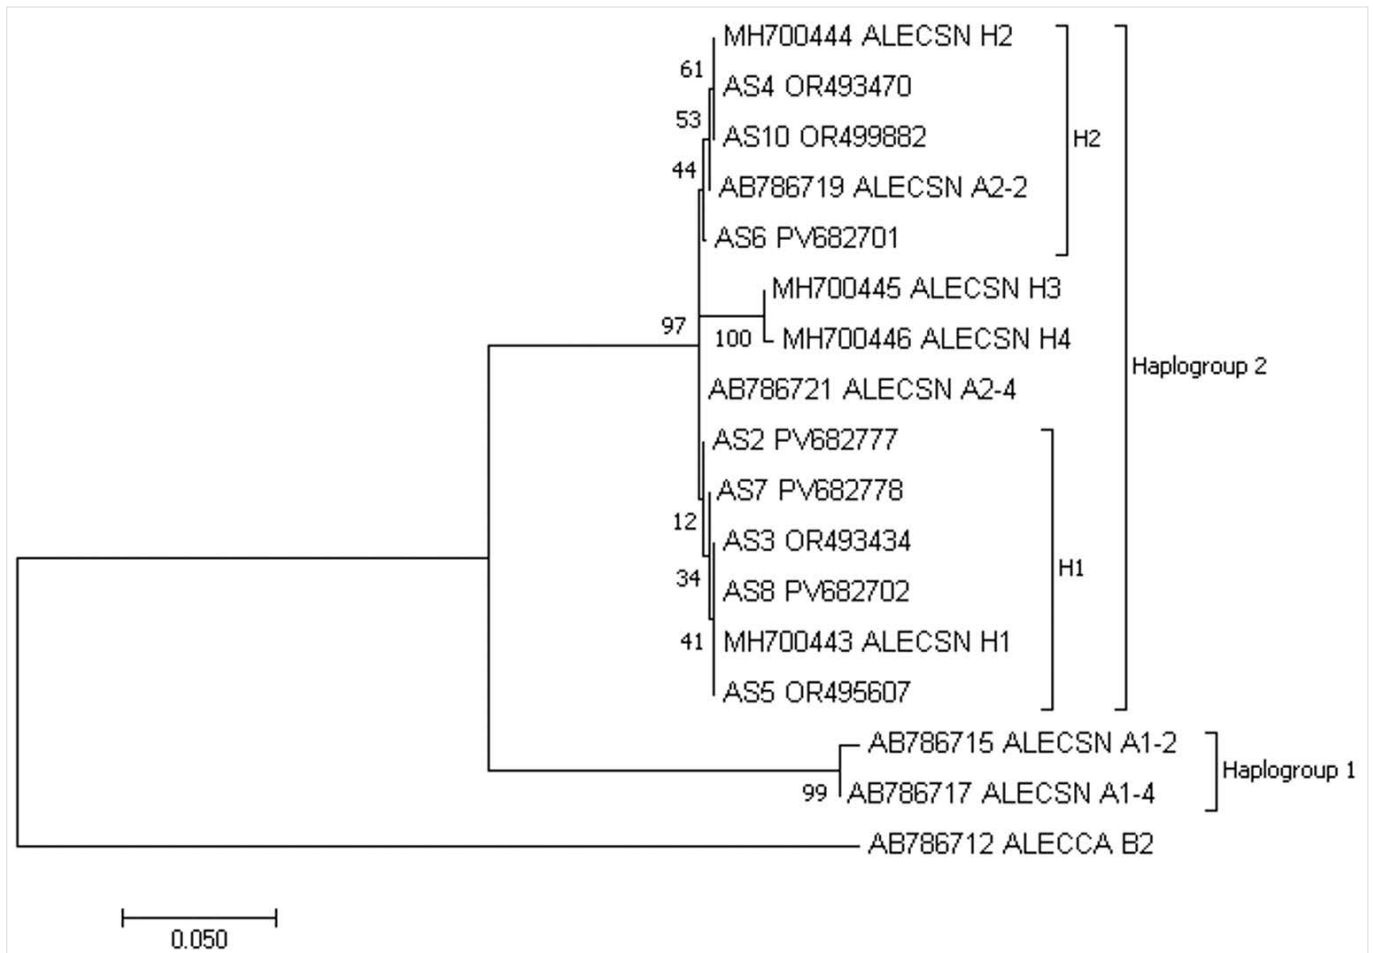 MH700444 ALECSN H2
61
AS4 OR493470
53
AS10 OR499882
H2
44
AB786719 ALECSN A2-2
AS6 PV682701
MH700445 ALECSN H3
97
100
MH700446 ALECSN H4
Haplogroup 2
AB786721 ALECSN A2-4
AS2 PV682777
AS7 PV682778
12
AS3 OR493434
H1
34
AS8 PV682702
41
MH700443 ALECSN H1
AS5 OR495607
AB786715 ALECSN A1-2
Haplogroup 1
99
AB786717 ALECSN A1-4
AB786712 ALECCA B2
0.050